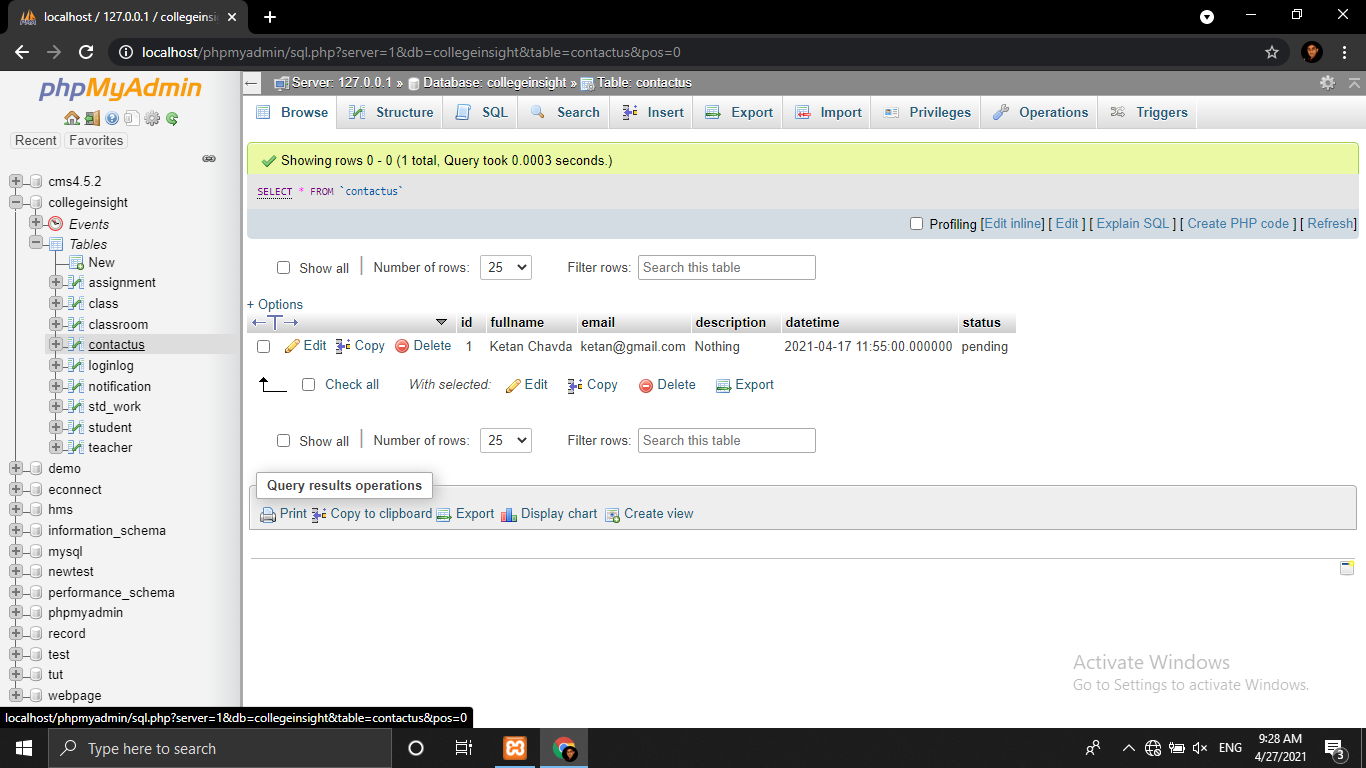 localhost / 127.0.0.1 / collegeinsi
localhost/phpmyadmin/sql.php?server=1&db=collegeinsight&table=contactus&pos=0
phpMyAdmin
Recent Favorites
cms4.5.2
collegeinsight
Events
Tables
New
assignment
class
classroom
contactus
loginlog
notification
std_work
student
teacher
demo
econnect
hms
information_schema
mysql
newtest
performance_schema
phpmyadmin
record
test
tut
webpage
localhost/phpmyadmin/sql.php?server=1&db=collegeinsight&table=contactus&pos=0
Server: 127.0.0.1 » Database: collegeinsight » Table: contactus
Browse Structure SQL Search Insert Export Import Privileges Operations Triggers
Showing rows 0 - 0 (1 total, Query took 0.0003 seconds.)
SELECT * FROM `contactus`
Profiling [Edit inline] [ Edit ] [ Explain SQL ] [ Create PHP code ] [ Refresh]
Show all Number of rows: 25 Filter rows: Search this table
+ Options
id fullname email description datetime status
Edit Copy Delete 1 Ketan Chavda ketan@gmail.com Nothing 2021-04-17 11:55:00.000000 pending
Check all With selected: Edit Copy Delete Export
Show all Number of rows: 25 Filter rows: Search this table
Query results operations
Print Copy to clipboard Export Display chart Create view
Activate Windows
Go to Settings to activate Windows.
Type here to search
ENG
9:28 AM
4/27/2021
3